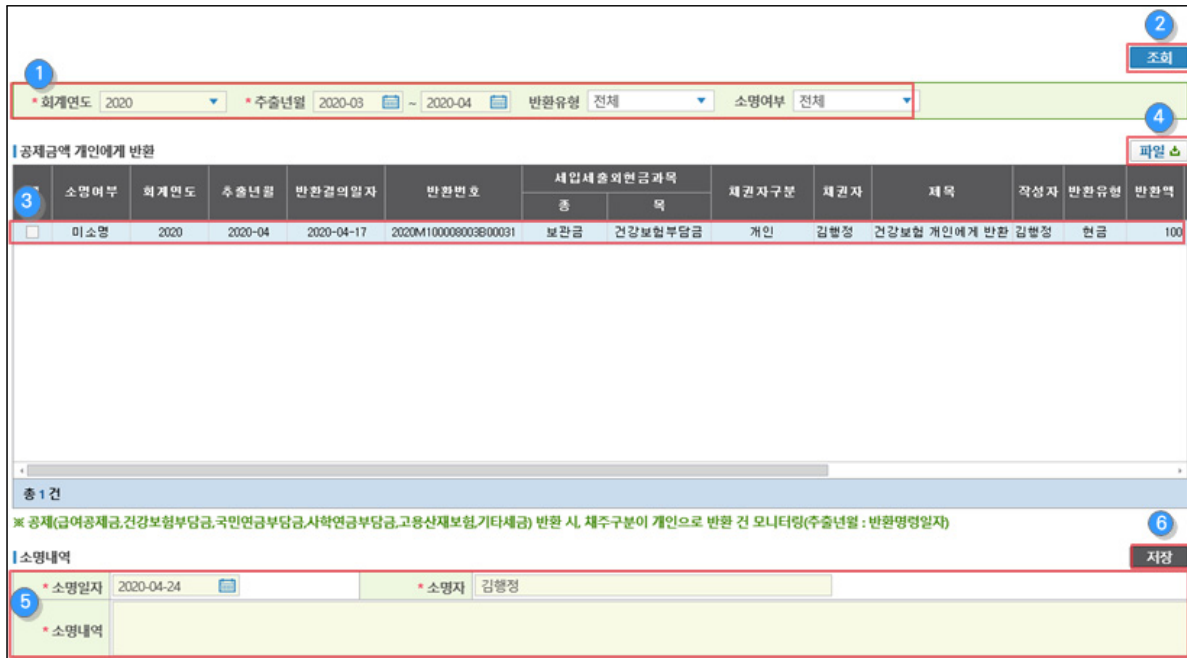 2
조회
1
* 회계연도 2020 * 추출년월 2020-03 ~ 2020-04 반환유형 전체 소명여부 전체
4
공제금액 개인에게 반환 파일
3 소명여부 회계연도 추출년월 반환결의일자 반환번호 세입세출외현금과목 채권자구분 채권자 제목 작성자 반환유형 반환액
종 목
미소명 2020 2020-04 2020-04-17 2020M100008003B00031 보관금 건강보험부담금 개인 김행정 건강보험 개인에게 반환 김행정 현금 100
총 1 건
※ 공제(급여공제금,건강보험부담금,국민연금부담금,사학연금부담금,고용산재보험,기타세금) 반환 시, 채주구분이 개인으로 반환 건 모니터링(추출년월 : 반환명령일자)
6
소명내역 저장
* 소명일자 2020-04-24 * 소명자 김행정
5
* 소명내역